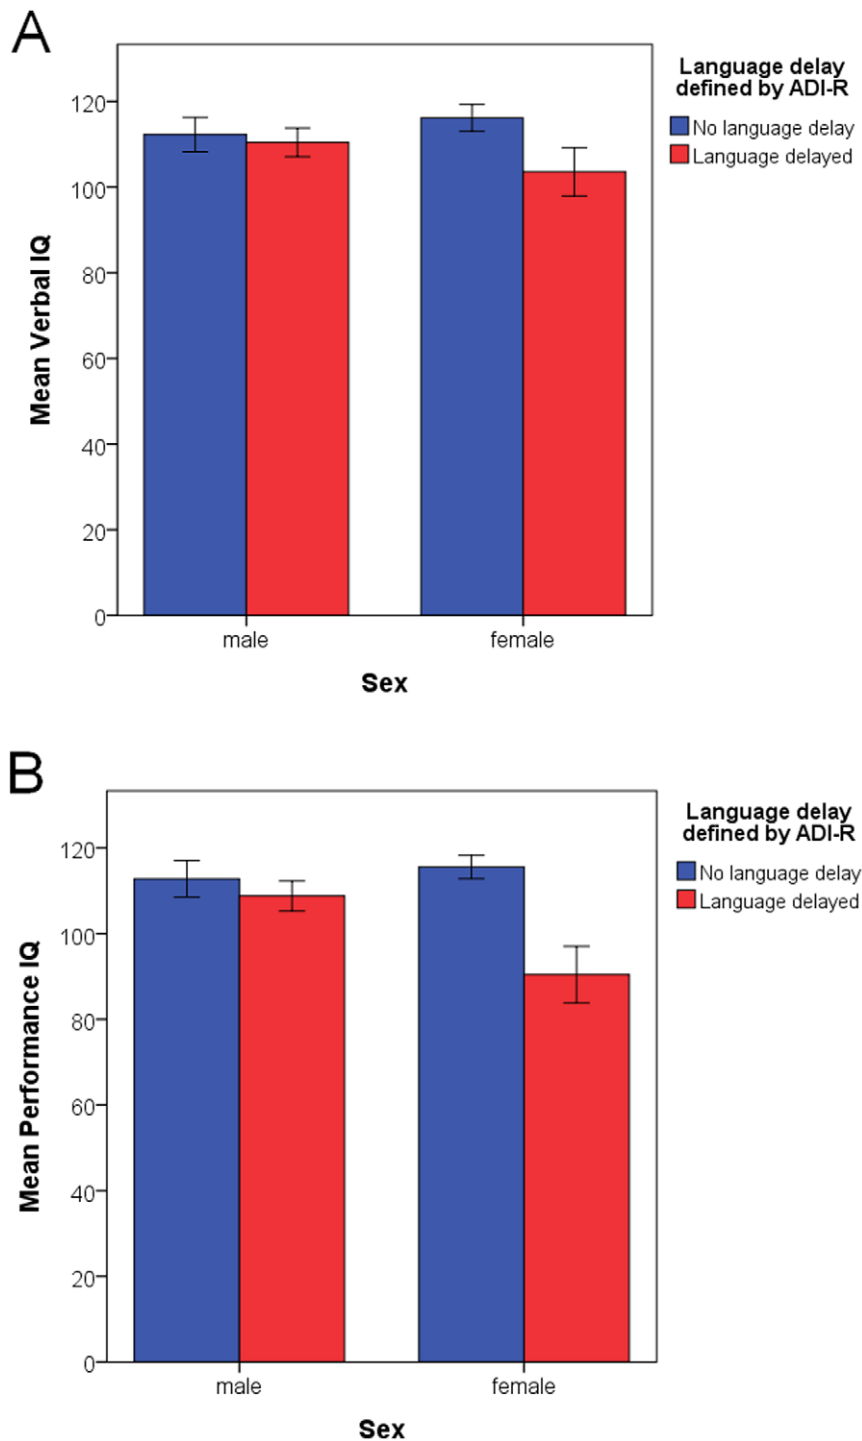 A
Language delay
defined by ADI-R
No language delay
Language delayed
120
100
80
60
40
20
0
Mean Verbal IQ
male female
Sex
B
Language delay
defined by ADI-R
No language delay
Language delayed
120
100
80
60
40
20
0
Mean Performance IQ
male female
Sex